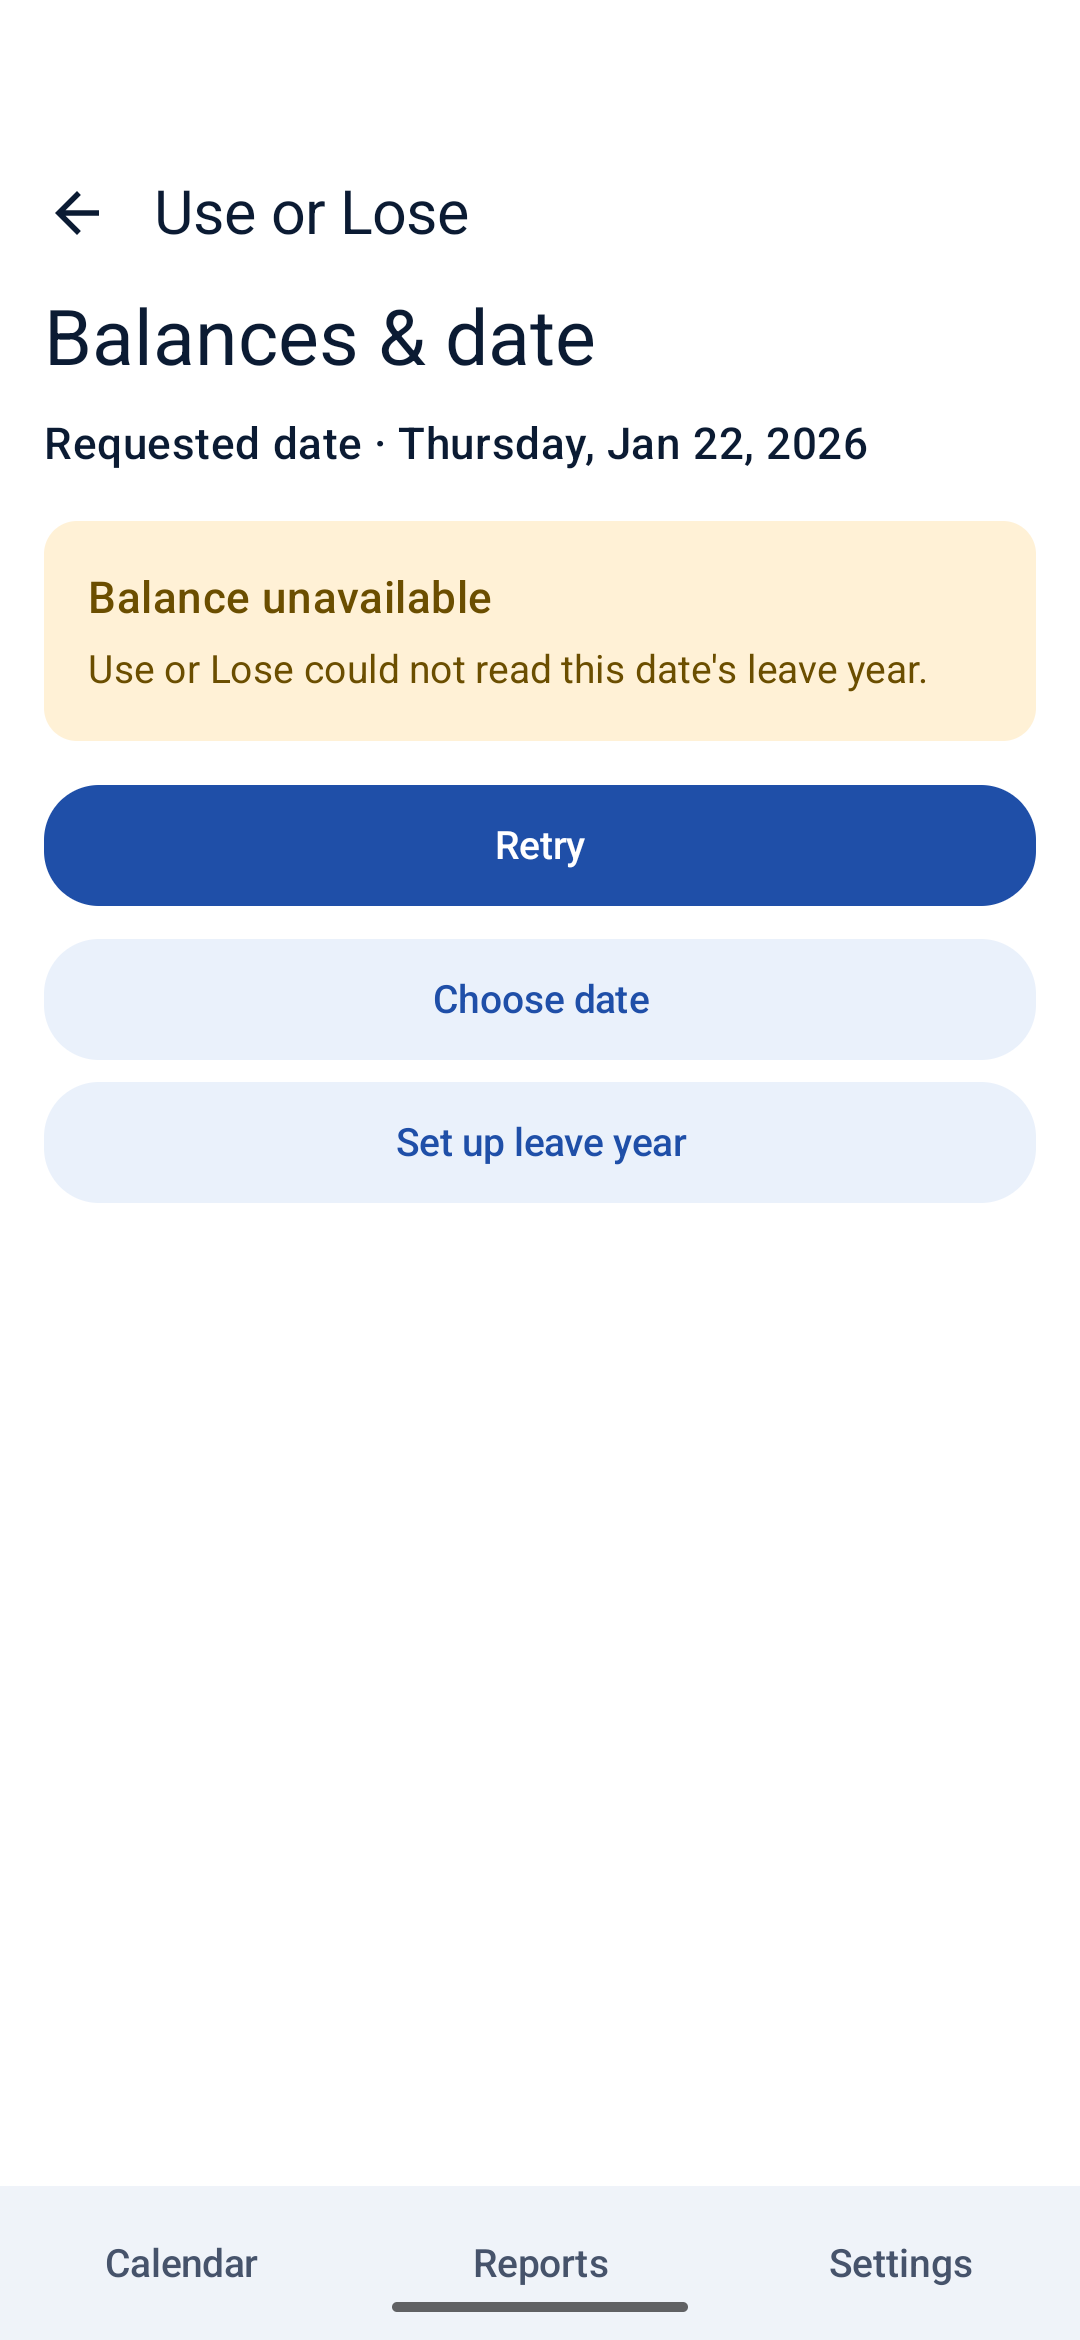 Use or Lose
Balances & date
Requested date · Thursday, Jan 22, 2026
Balance unavailable
Use or Lose could not read this date's leave year.
Retry
Choose date
Set up leave year
Calendar
Reports
Settings